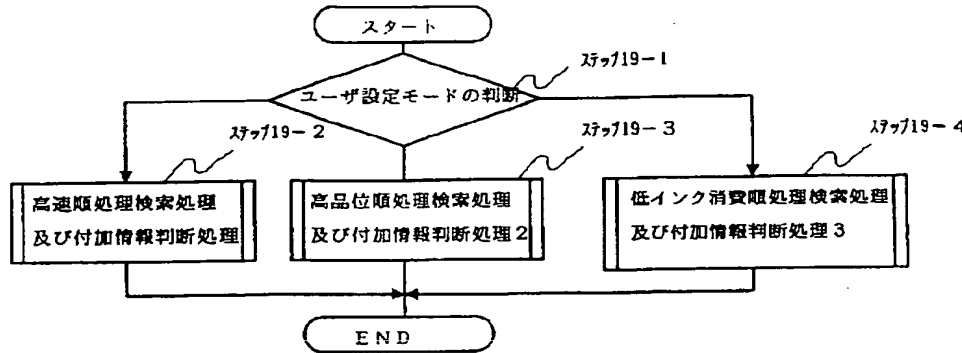 スタート
ステップ19-1
ユーザ設定モードの判断
ステップ19-2
ステップ19-3
ステップ19-4
高速順処理検索処理
及び付加情報判断処理
高品位順処理検索処理
及び付加情報判断処理2
低インク消費順処理検索処理
及び付加情報判断処理3
END